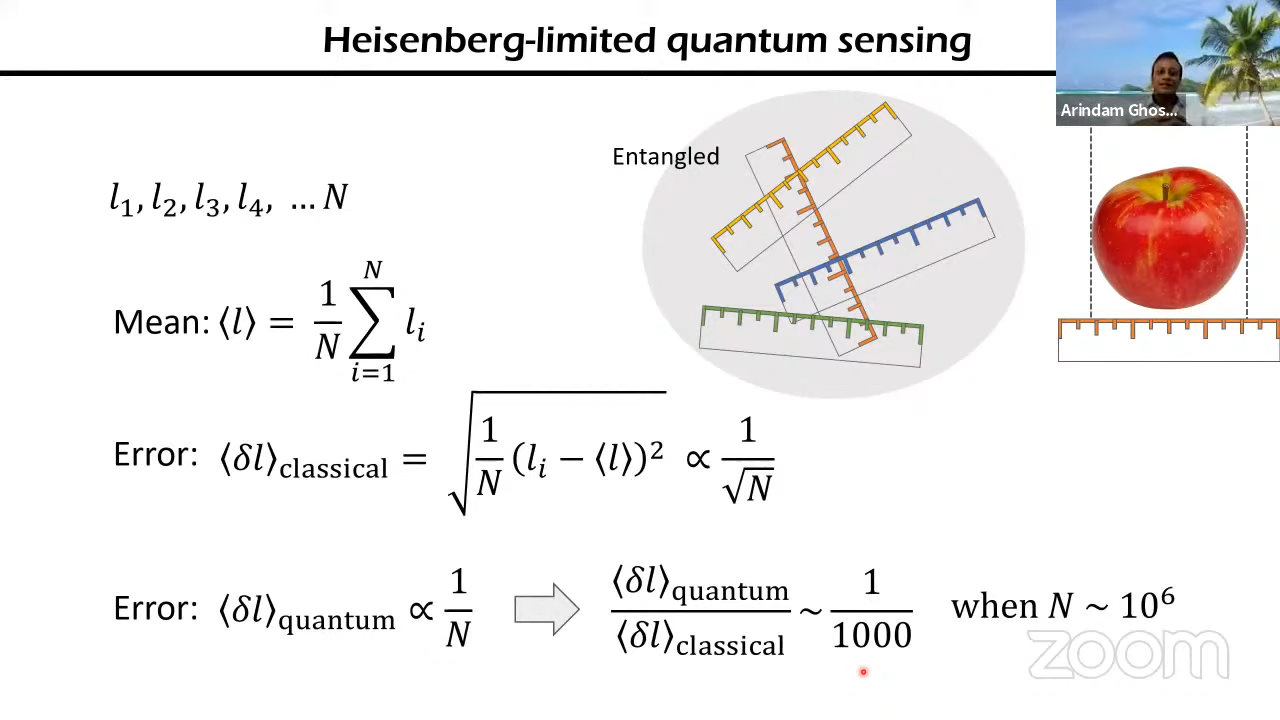 Heisenberg-limited quantum sensing
Arindam Ghos...
Entangled
l₁, l₂, l₃, l₄, ... N
Mean: ⟨l⟩ = 1/N ∑ᵢ₌₁ᴺ lᵢ
Error: ⟨δl⟩classical = √(1/N (lᵢ − ⟨l⟩)²) ∝ 1/√N
Error: ⟨δl⟩quantum ∝ 1/N ⇨ ⟨δl⟩quantum/⟨δl⟩classical ~ 1/1000 when N ~ 10⁶
zoom